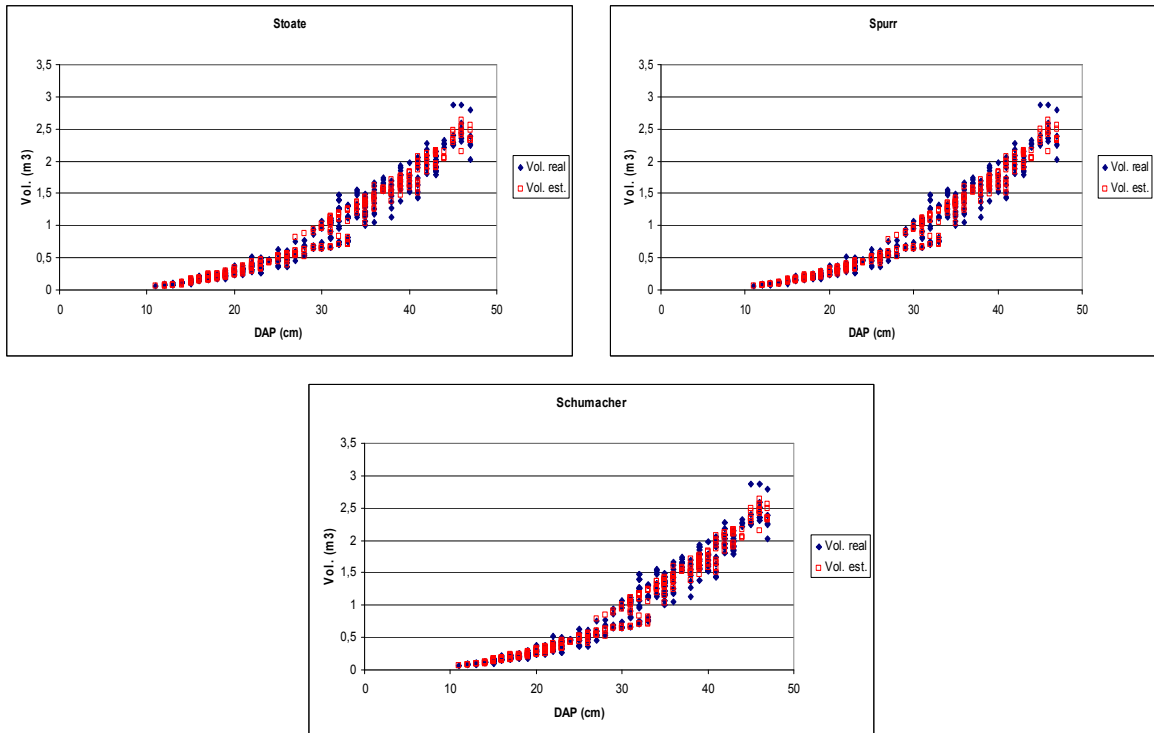 Stoate
3,5
3
2,5
2
1,5
1
0,5
0
Vol. (m 3)
0 10 20 30 40 50
DAP (cm)
Vol. real
Vol. est.
Spurr
3,5
3
2,5
2
1,5
1
0,5
0
Vol. (m 3)
0 10 20 30 40 50
DAP (cm)
Vol. real
Vol. est.
Schumacher
3,5
3
2,5
2
1,5
1
0,5
0
Vol. (m 3)
0 10 20 30 40 50
DAP (cm)
Vol. real
Vol. est.